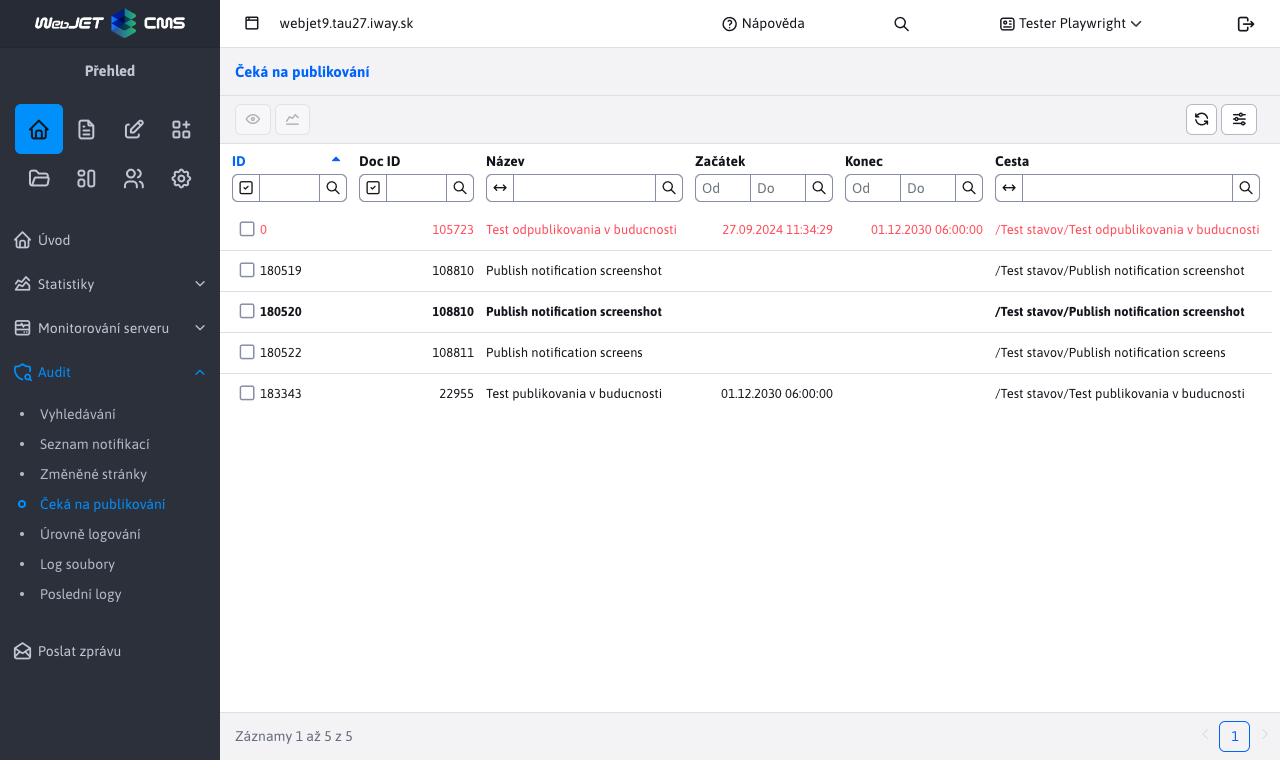 WebJET CMS
webjet9.tau27.iway.sk
Nápověda
Tester Playwright
Přehled
Úvod
Statistiky
Monitorování serveru
Audit
Vyhledávání
Seznam notifikací
Změněné stránky
Čeká na publikování
Úrovně logování
Log soubory
Poslední logy
Poslat zprávu
Čeká na publikování
ID Doc ID Název Začátek Konec Cesta
Od Do Od Do
0 105723 Test odpublikovania v buducnosti 27.09.2024 11:34:29 01.12.2030 06:00:00 /Test stavov/Test odpublikovania v buducnosti
180519 108810 Publish notification screenshot /Test stavov/Publish notification screenshot
180520 108810 Publish notification screenshot /Test stavov/Publish notification screenshot
180522 108811 Publish notification screens /Test stavov/Publish notification screens
183343 22955 Test publikovania v buducnosti 01.12.2030 06:00:00 /Test stavov/Test publikovania v buducnosti
Záznamy 1 až 5 z 5
1